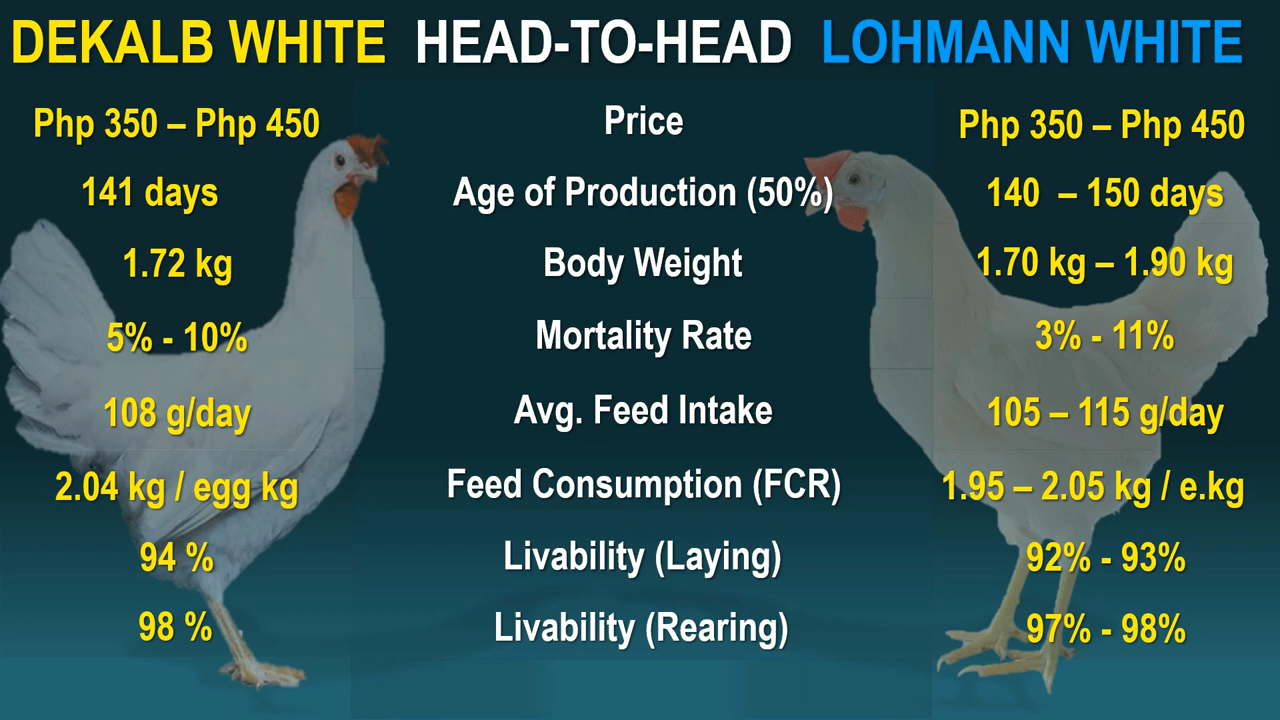 DEKALB WHITE HEAD-TO-HEAD LOHMANN WHITE
Php 350 – Php 450 Price Php 350 – Php 450
141 days Age of Production (50%) 140 – 150 days
1.72 kg Body Weight 1.70 kg – 1.90 kg
5% - 10% Mortality Rate 3% - 11%
108 g/day Avg. Feed Intake 105 – 115 g/day
2.04 kg / egg kg Feed Consumption (FCR) 1.95 – 2.05 kg / e.kg
94 % Livability (Laying) 92% - 93%
98 % Livability (Rearing) 97% - 98%